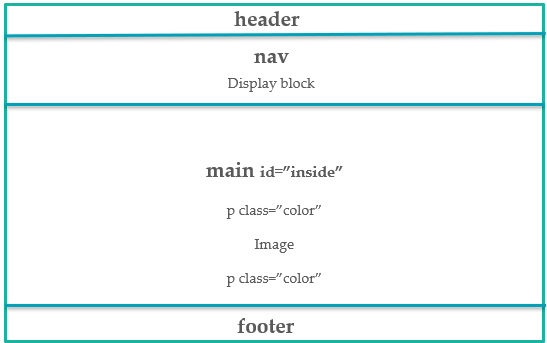 header
nav
Display block
main id=”inside”
p class=”color”
Image
p class=”color”
footer